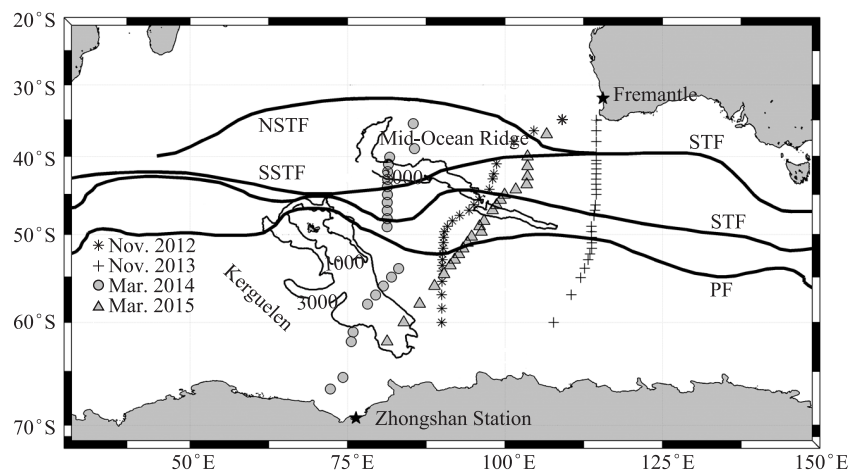 20°S
30°S
Fremantle
NSTF
Mid-Ocean Ridge
STF
40°S
SSTF
3000
STF
50°S
* Nov. 2012
+ Nov. 2013
1000
Mar. 2014
Mar. 2015
3000
PF
Kerguelen
60°S
70°S
Zhongshan Station
50°E
75°E
100°E
125°E
150°E